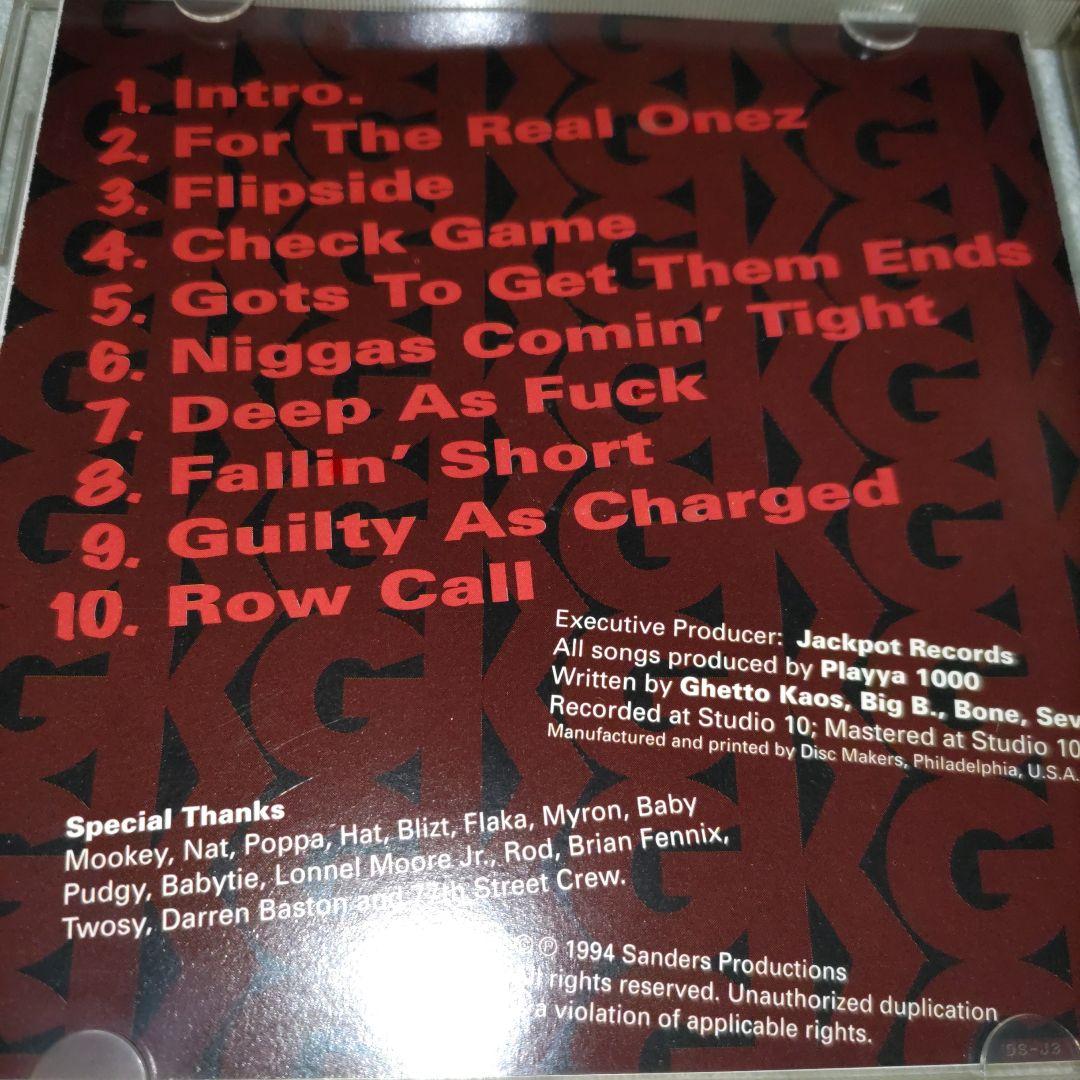 1. Intro.
2. For The Real Onez
3. Flipside
4. Check Game
5. Gots To Get Them Ends
6. Niggas Comin' Tight
7. Deep As Fuck
8. Fallin' Short
9. Guilty As Charged
10. Row Call
Executive Producer: Jackpot Records
All songs produced by Playya 1000
Written by Ghetto Kaos, Big B., Bone, Sev
Recorded at Studio 10; Mastered at Studio 10
Manufactured and printed by Disc Makers, Philadelphia, U.S.A.
Special Thanks
Mookey, Nat, Poppa, Hat, Blizt, Flaka, Myron, Baby
Pudgy, Babytie, Lonnel Moore Jr., Rod, Brian Fennix,
Twosy, Darren Baston and 77th Street Crew.
© ℗ 1994 Sanders Productions
rights reserved. Unauthorized duplication
a violation of applicable rights.